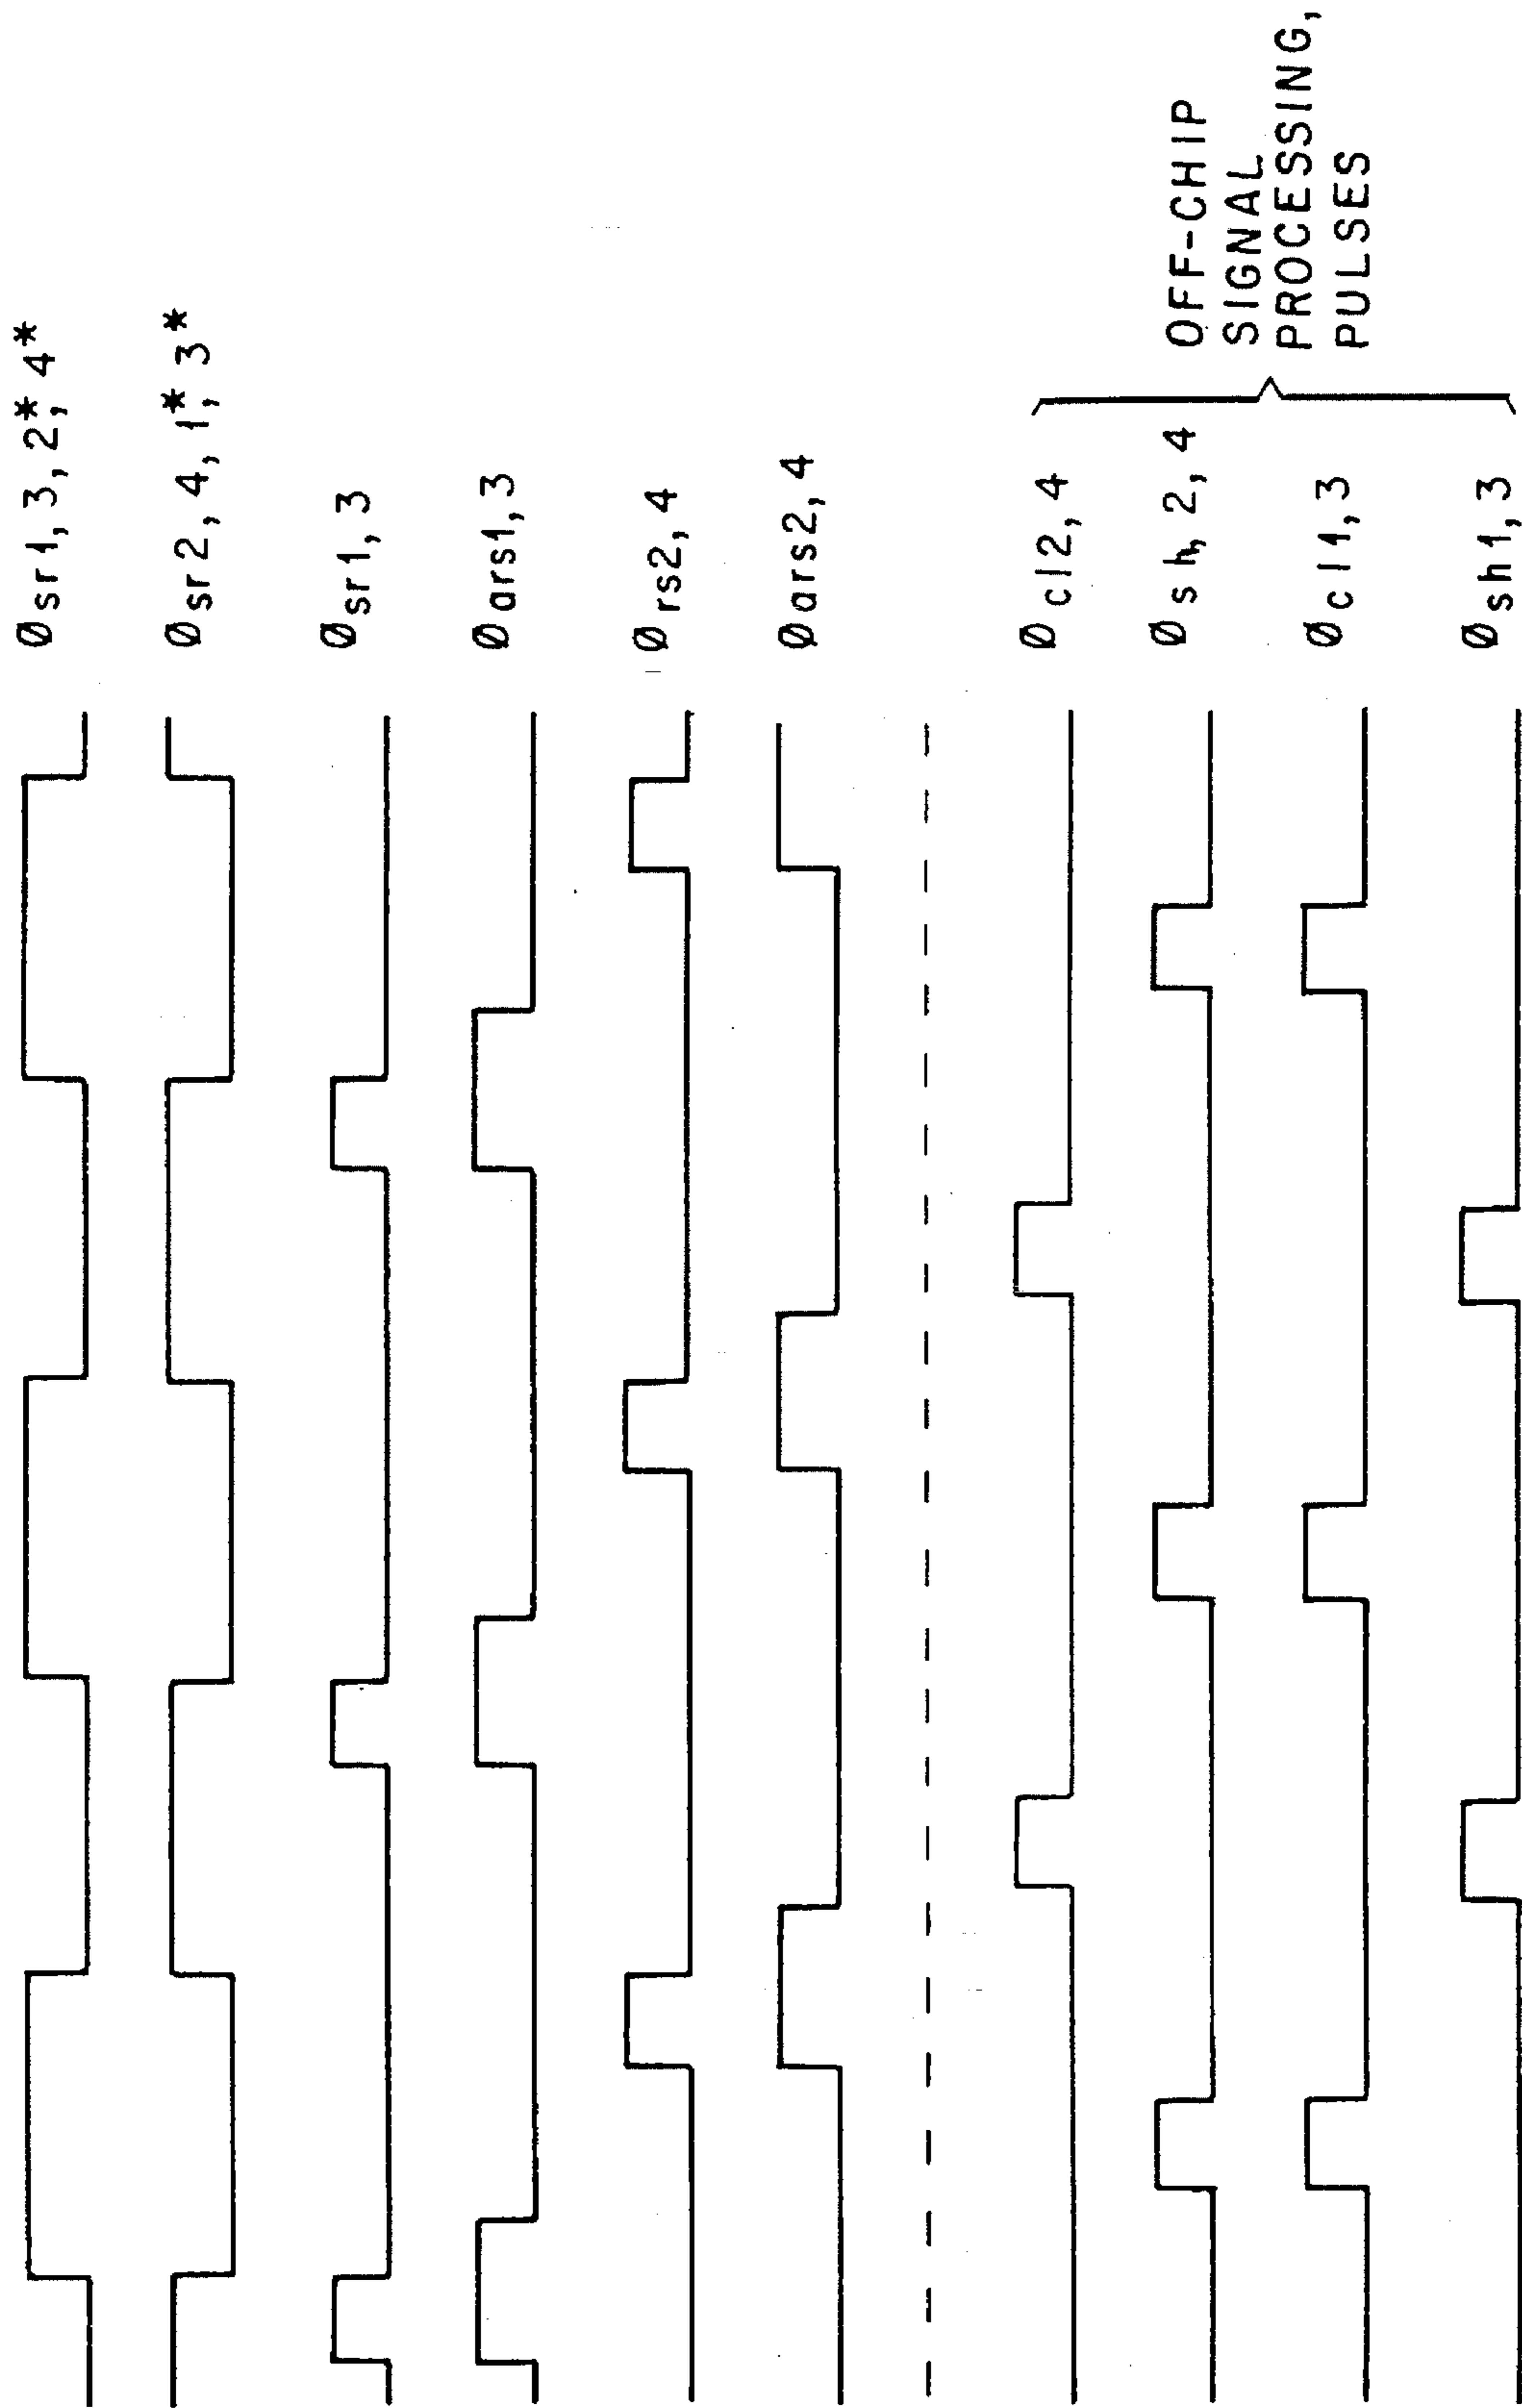 Øsr1,3,2*,4*
Øsr2,4,1*,3*
Øsr1,3
Øars1,3
Ørs2,4
Øars2,4
Øcl2,4
Øsh,2,4
Øcl1,3
Øsh1,3
OFF-CHIP
SIGNAL
PROCESSING,
PULSES